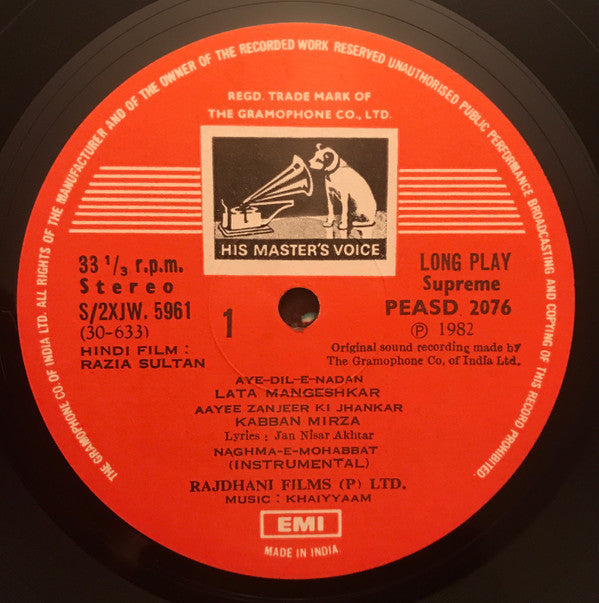 THE GRAMOPHONE CO. OF INDIA LTD. ALL RIGHTS OF THE MANUFACTURER AND OF THE OWNER OF THE RECORDED WORK RESERVED UNAUTHORISED PUBLIC PERFORMANCE BROADCASTING AND COPYING OF THIS RECORD PROHIBITED.
REGD. TRADE MARK OF
THE GRAMOPHONE CO., LTD.
HIS MASTER'S VOICE
33 1/3 r.p.m.
Stereo
S/2XJW. 5961
(30-633)
HINDI FILM :
RAZIA SULTAN
1
LONG PLAY
Supreme
PEASD 2076
Ⓟ 1982
Original sound recording made by
The Gramophone Co, of India Ltd.
AYE-DIL-E-NADAN
LATA MANGESHKAR
AAYEE ZANJEER KI JHANKAR
KABBAN MIRZA
Lyrics : Jan Nisar Akhtar
NAGHMA-E-MOHABBAT
(INSTRUMENTAL)
RAJDHANI FILMS (P) LTD.
MUSIC : KHAIYYAAM
EMI
MADE IN INDIA